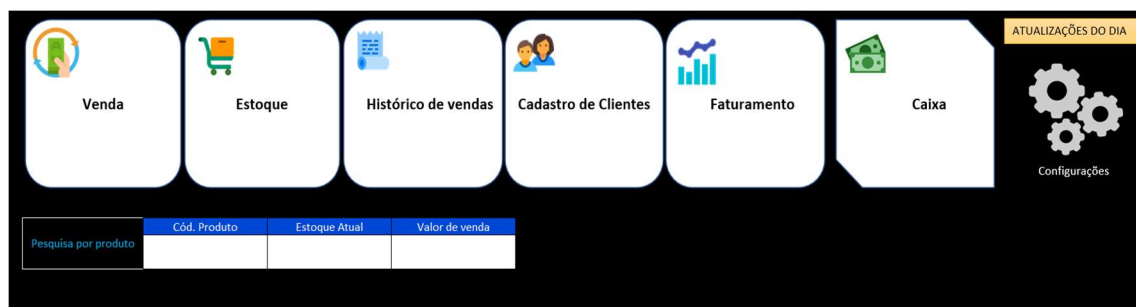 ATUALIZAÇÕES DO DIA
Venda
Estoque
Histórico de vendas
Cadastro de Clientes
Faturamento
Caixa
Configurações
Pesquisa por produto
Cód. Produto
Estoque Atual
Valor de venda